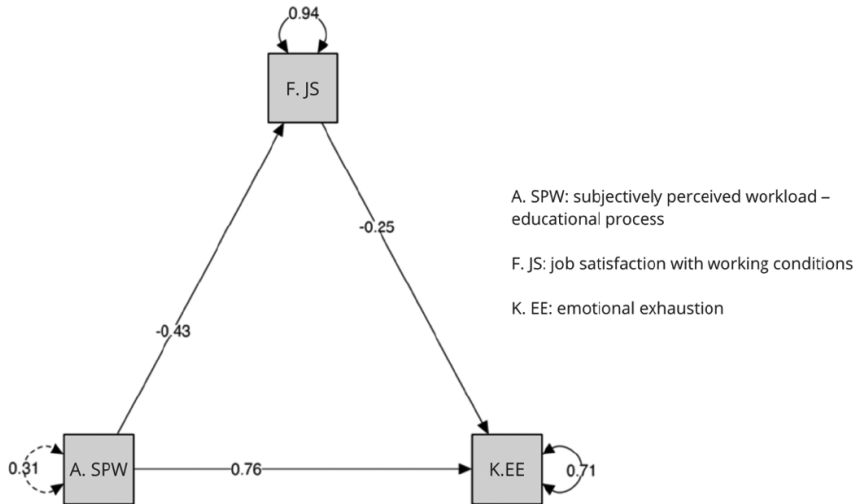 0.94
F. JS
A. SPW: subjectively perceived workload –
educational process
-0.25
F. JS: job satisfaction with working conditions
K. EE: emotional exhaustion
-0.43
0.31
A. SPW
0.76
K.EE
0.71